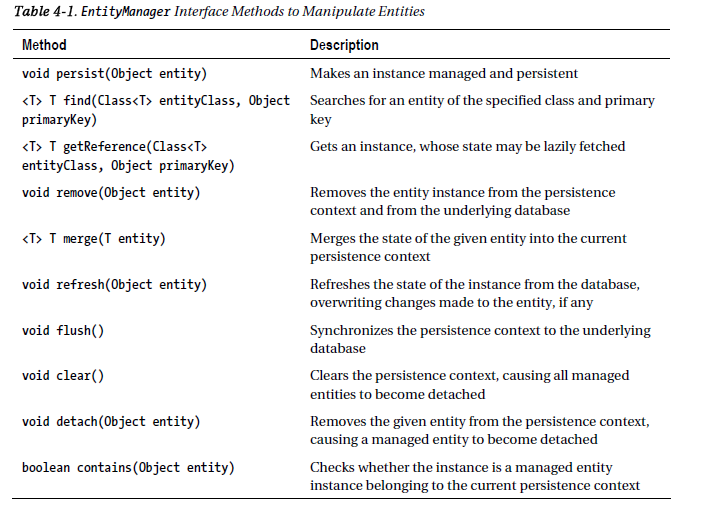 Table 4-1. EntityManager Interface Methods to Manipulate Entities
Method Description
void persist(Object entity) Makes an instance managed and persistent
<T> T find(Class<T> entityClass, Object Searches for an entity of the specified class and primary
primaryKey) key
<T> T getReference(Class<T> Gets an instance, whose state may be lazily fetched
entityClass, Object primaryKey)
void remove(Object entity) Removes the entity instance from the persistence
context and from the underlying database
<T> T merge(T entity) Merges the state of the given entity into the current
persistence context
void refresh(Object entity) Refreshes the state of the instance from the database,
overwriting changes made to the entity, if any
void flush() Synchronizes the persistence context to the underlying
database
void clear() Clears the persistence context, causing all managed
entities to become detached
void detach(Object entity) Removes the given entity from the persistence context,
causing a managed entity to become detached
boolean contains(Object entity) Checks whether the instance is a managed entity
instance belonging to the current persistence context